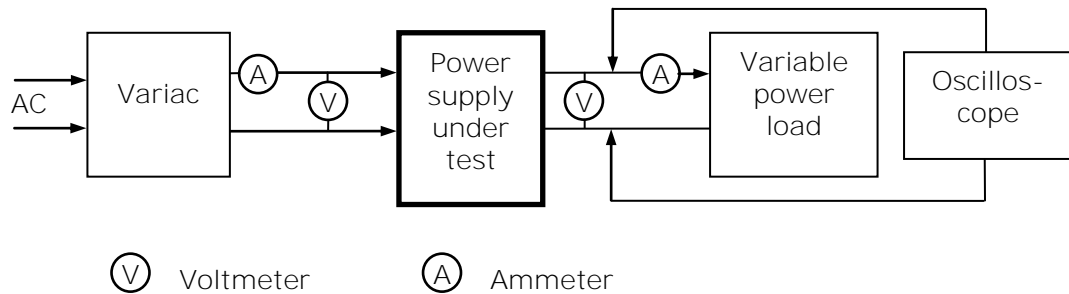 AC
Variac
A
V
Power
supply
under
test
V
A
Variable
power
load
Oscillos-
cope
V Voltmeter
A Ammeter